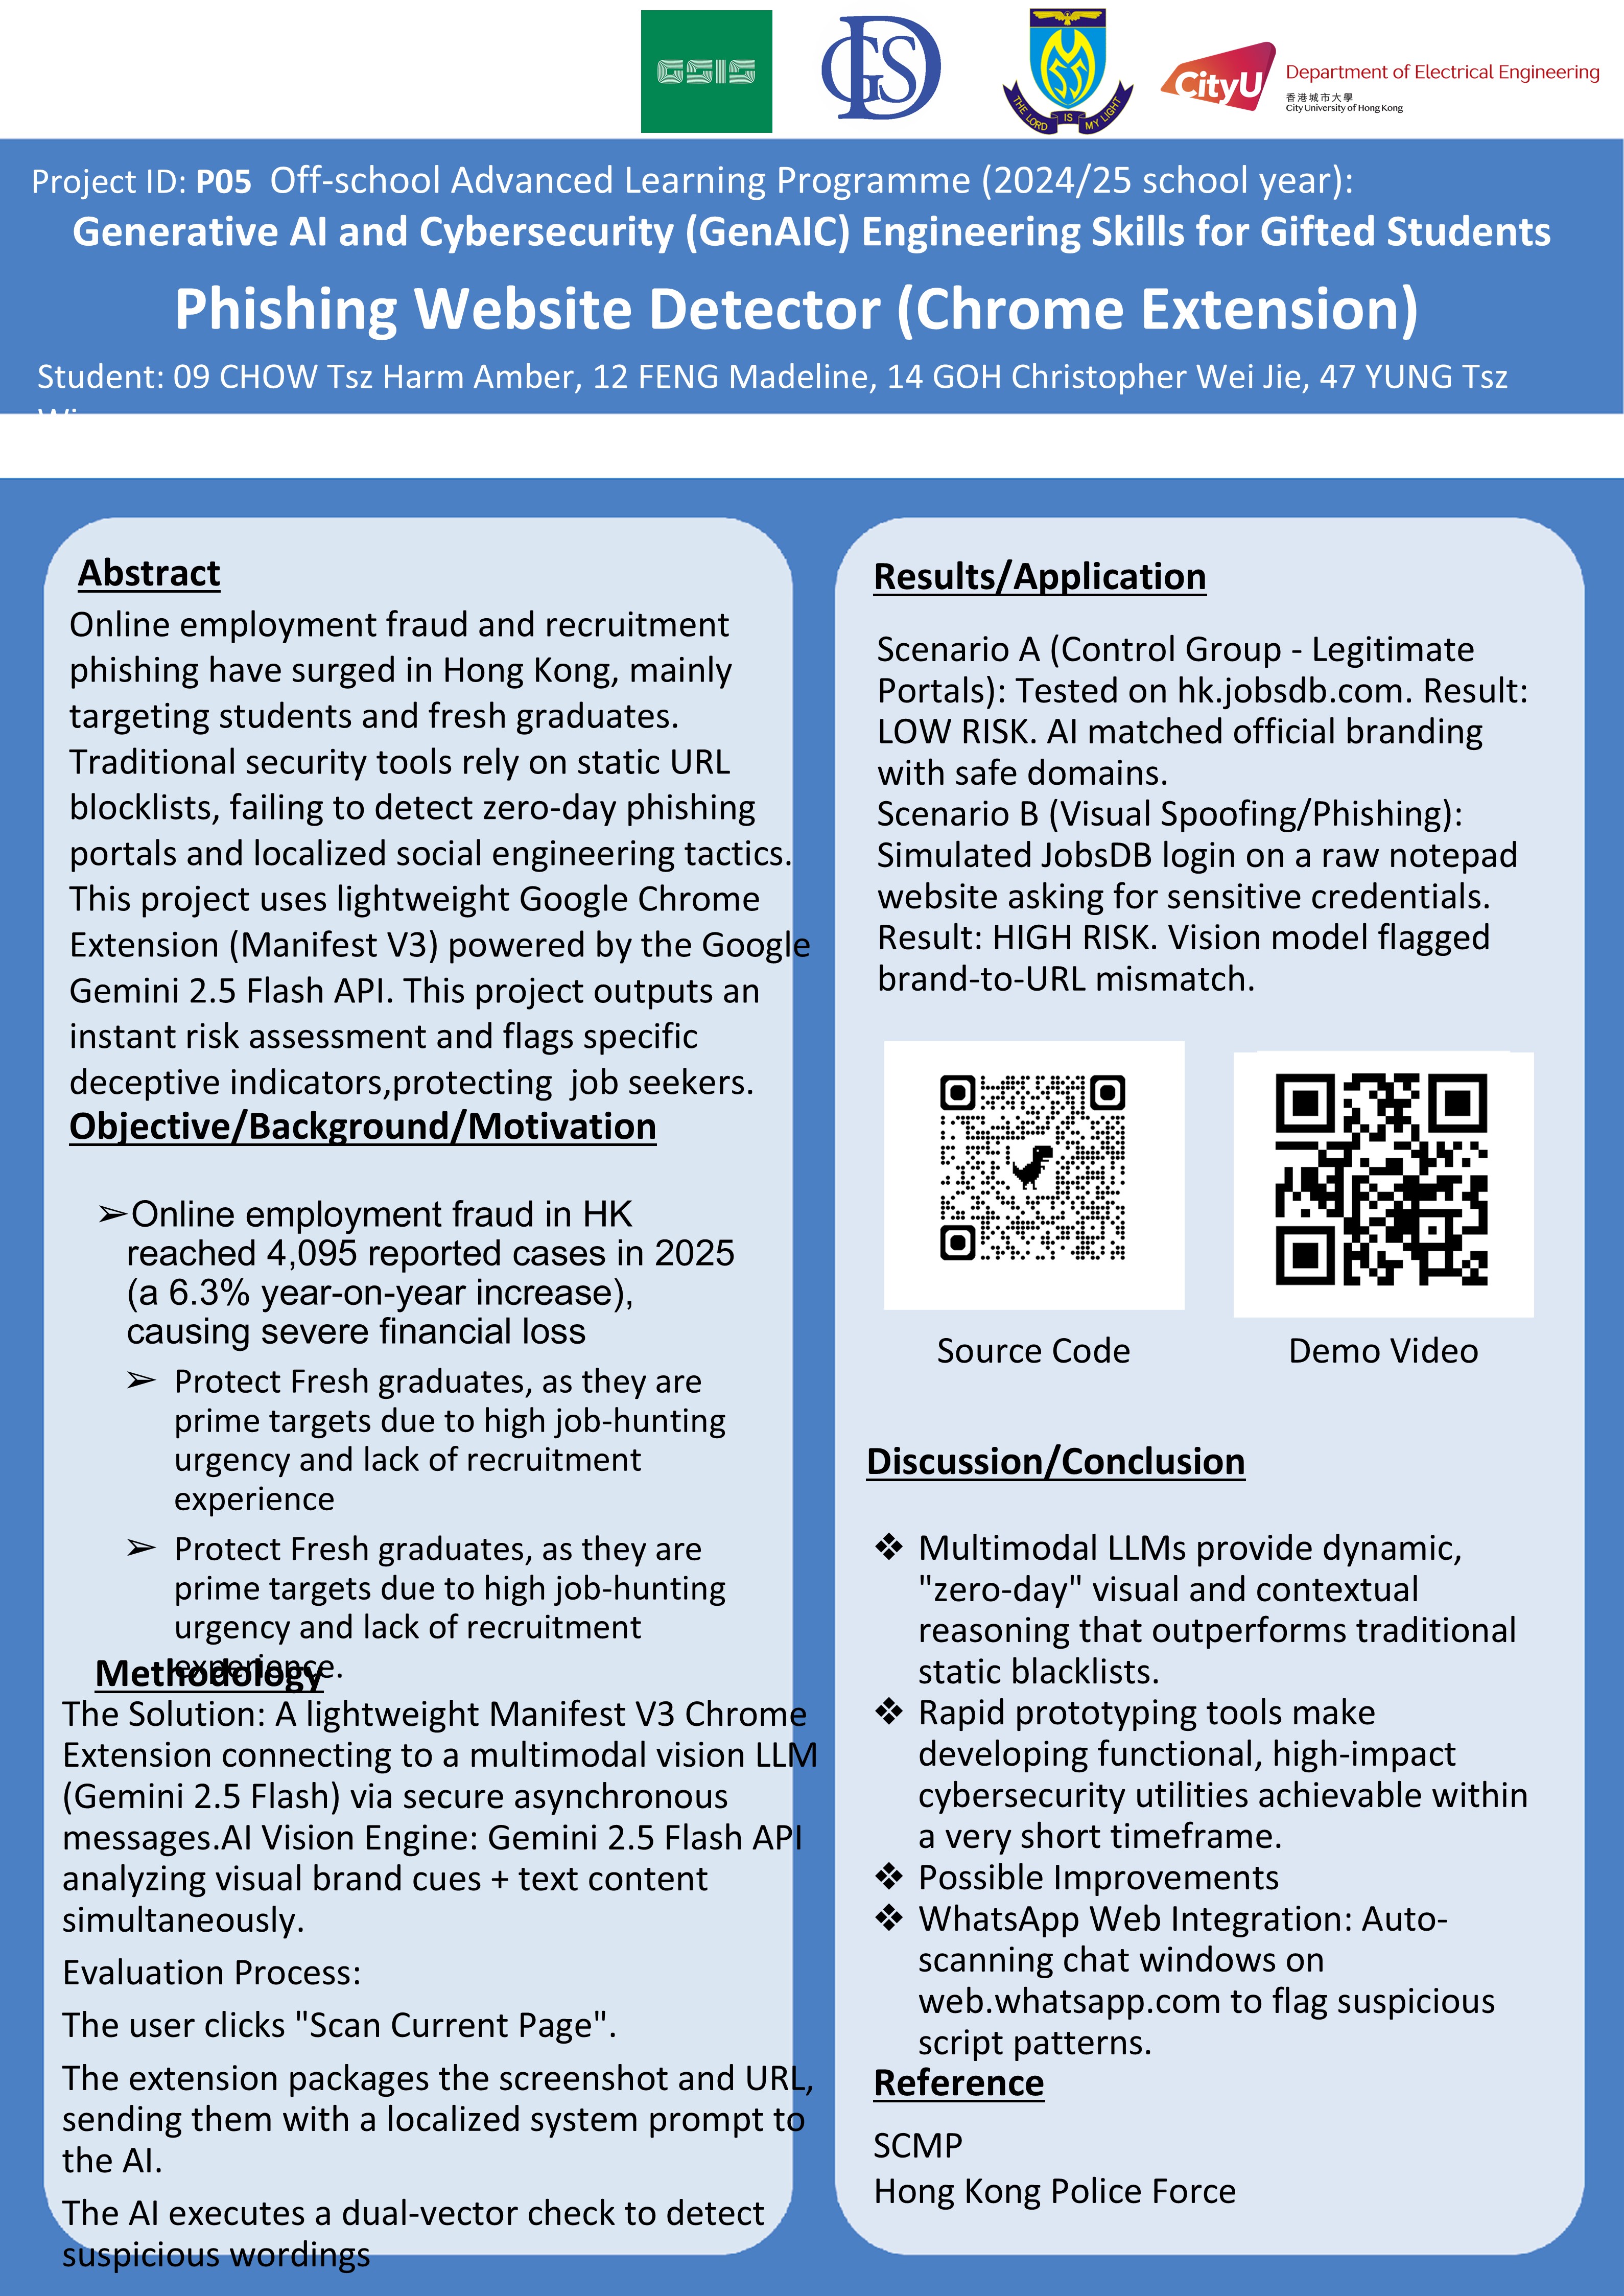 GSIS
DGS
THE LORD IS MY LIGHT
CityU
Department of Electrical Engineering
香港城市大學
City University of Hong Kong
Project ID: P05 Off-school Advanced Learning Programme (2024/25 school year):
Generative AI and Cybersecurity (GenAIC) Engineering Skills for Gifted Students
Phishing Website Detector (Chrome Extension)
Student: 09 CHOW Tsz Harm Amber, 12 FENG Madeline, 14 GOH Christopher Wei Jie, 47 YUNG Tsz
Abstract
Online employment fraud and recruitment
phishing have surged in Hong Kong, mainly
targeting students and fresh graduates.
Traditional security tools rely on static URL
blocklists, failing to detect zero-day phishing
portals and localized social engineering tactics.
This project uses lightweight Google Chrome
Extension (Manifest V3) powered by the Google
Gemini 2.5 Flash API. This project outputs an
instant risk assessment and flags specific
deceptive indicators,protecting  job seekers.
Objective/Background/Motivation
➢Online employment fraud in HK
reached 4,095 reported cases in 2025
(a 6.3% year-on-year increase),
causing severe financial loss
➢ Protect Fresh graduates, as they are
prime targets due to high job-hunting
urgency and lack of recruitment
experience
➢ Protect Fresh graduates, as they are
prime targets due to high job-hunting
urgency and lack of recruitment
experience.
Methodology
The Solution: A lightweight Manifest V3 Chrome
Extension connecting to a multimodal vision LLM
(Gemini 2.5 Flash) via secure asynchronous
messages.AI Vision Engine: Gemini 2.5 Flash API
analyzing visual brand cues + text content
simultaneously.
Evaluation Process:
The user clicks "Scan Current Page".
The extension packages the screenshot and URL,
sending them with a localized system prompt to
the AI.
The AI executes a dual-vector check to detect
suspicious wordings
Results/Application
Scenario A (Control Group - Legitimate
Portals): Tested on hk.jobsdb.com. Result:
LOW RISK. AI matched official branding
with safe domains.
Scenario B (Visual Spoofing/Phishing):
Simulated JobsDB login on a raw notepad
website asking for sensitive credentials.
Result: HIGH RISK. Vision model flagged
brand-to-URL mismatch.
Source Code
Demo Video
Discussion/Conclusion
❖ Multimodal LLMs provide dynamic,
"zero-day" visual and contextual
reasoning that outperforms traditional
static blacklists.
❖ Rapid prototyping tools make
developing functional, high-impact
cybersecurity utilities achievable within
a very short timeframe.
❖ Possible Improvements
❖ WhatsApp Web Integration: Auto-
scanning chat windows on
web.whatsapp.com to flag suspicious
script patterns.
Reference
SCMP
Hong Kong Police Force